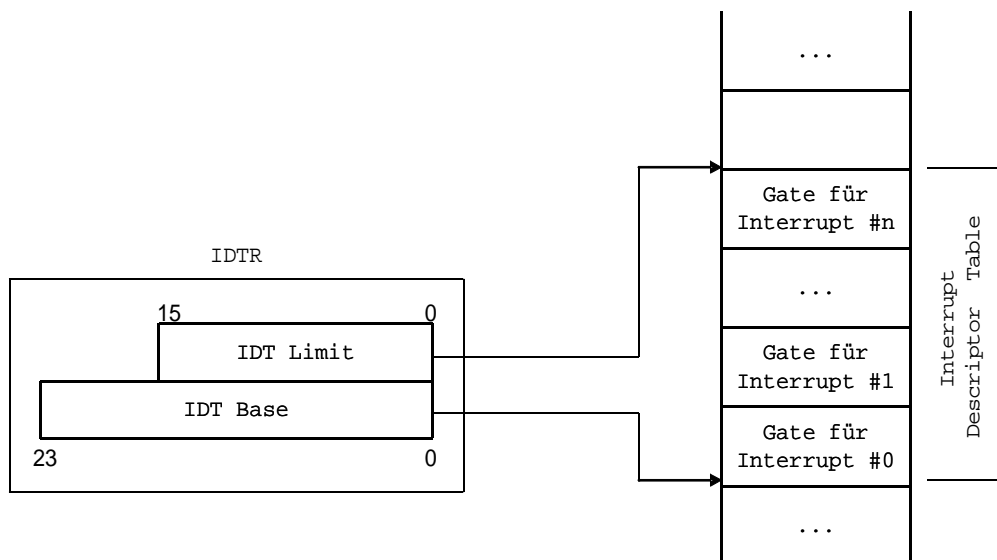 ...
Gate für
Interrupt #n
IDTR
...
15
0
IDT Limit
Gate für
Interrupt #1
IDT Base
Gate für
Interrupt #0
23
0
...
Interrupt
Descriptor Table